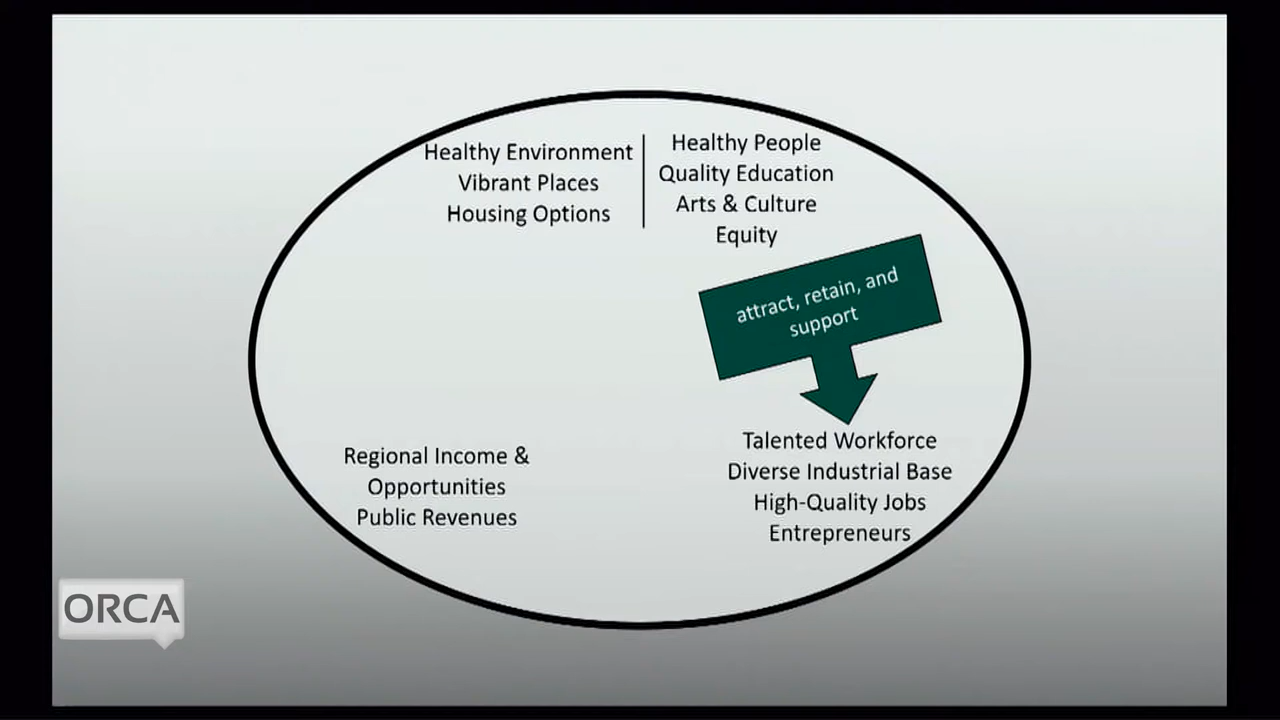 Healthy Environment
Vibrant Places
Housing Options
Healthy People
Quality Education
Arts & Culture
Equity
attract, retain, and
support
Talented Workforce
Diverse Industrial Base
High-Quality Jobs
Entrepreneurs
Regional Income &
Opportunities
Public Revenues
ORCA